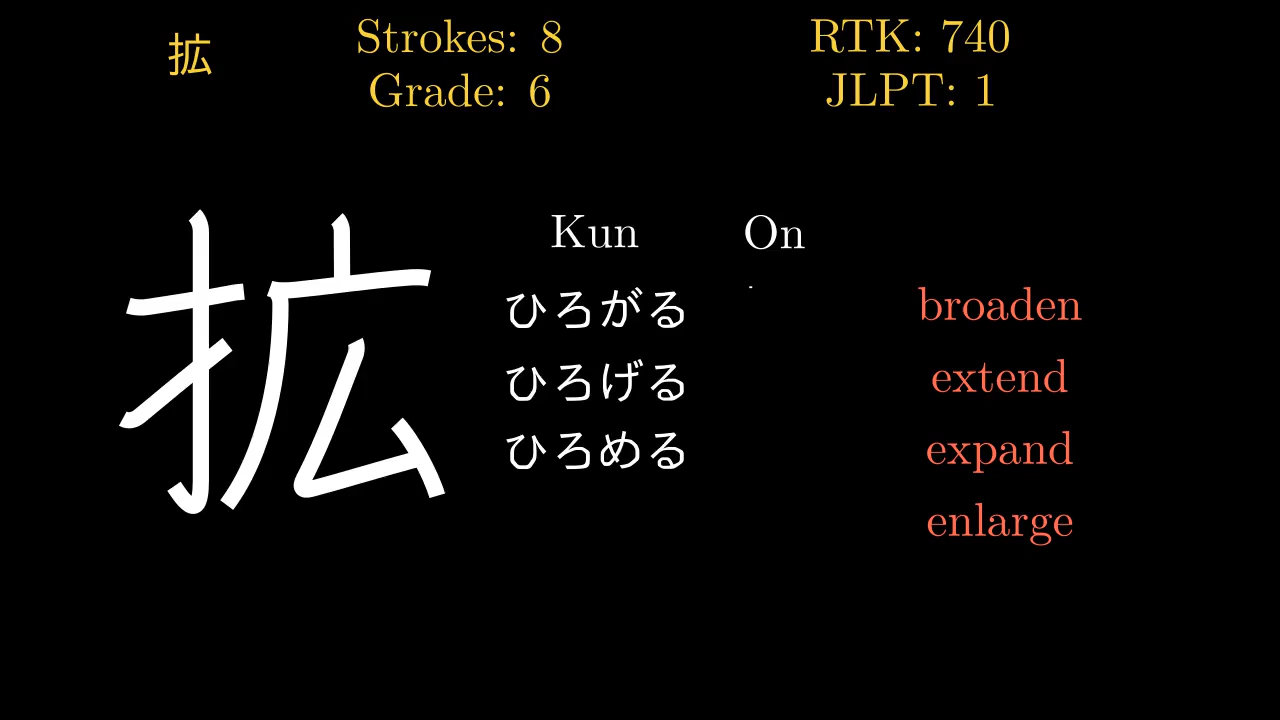 拡
Strokes: 8
Grade: 6
RTK: 740
JLPT: 1
拡
Kun
On
ひろがる
ひろげる
ひろめる
broaden
extend
expand
enlarge